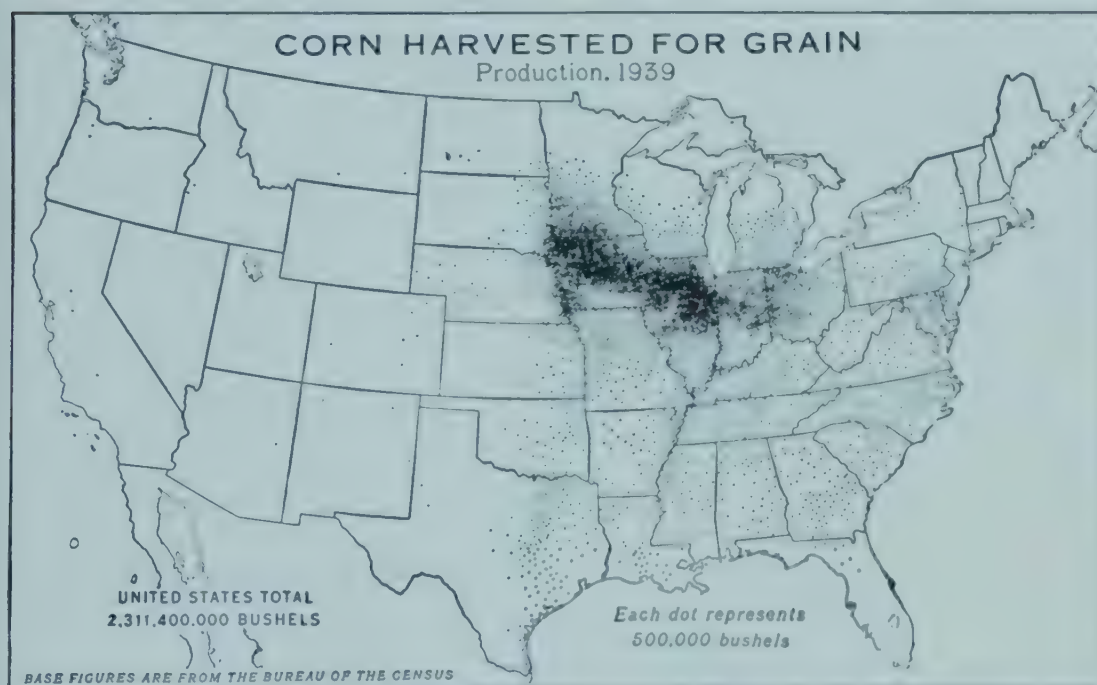 CORN HARVESTED FOR GRAIN
Production, 1939
UNITED STATES TOTAL
2,311,400,000 BUSHELS
Each dot represents
500,000 bushels
BASE FIGURES ARE FROM THE BUREAU OF THE CENSUS